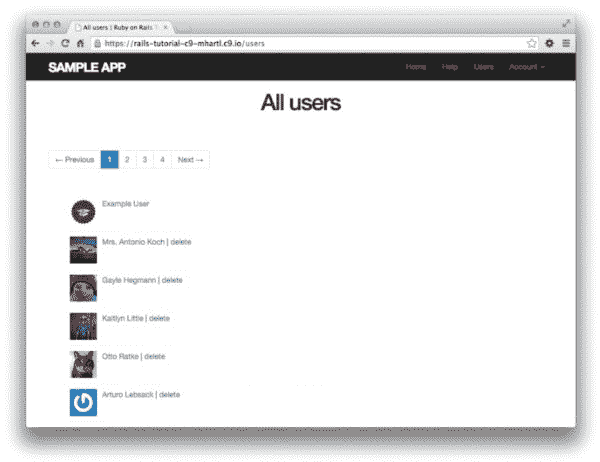 All users | Ruby on Rails T
https://rails-tutorial-c9-mhartl.c9.io/users
SAMPLE APP Home Help Users Account
All users
← Previous 1 2 3 4 Next →
Example User
Mrs. Antonio Koch | delete
Gayle Hegmann | delete
Kaitlyn Little | delete
Otto Ratke | delete
Arturo Lebsack | delete